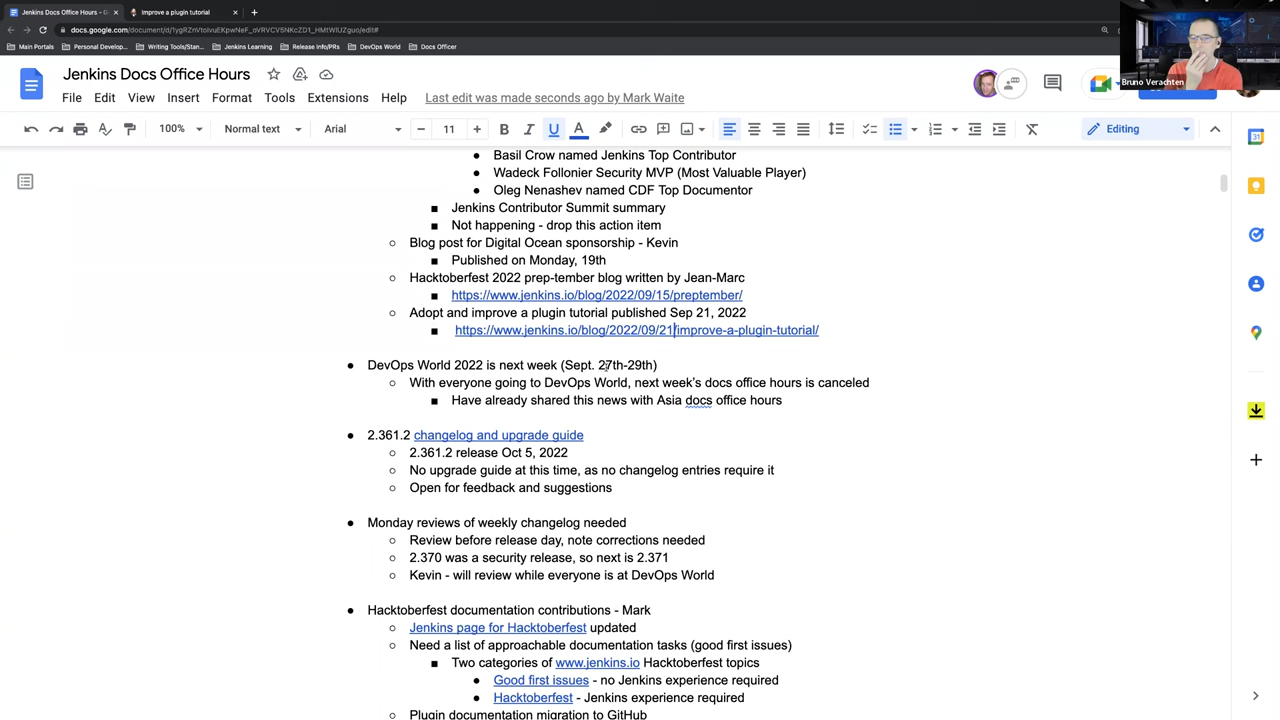 Jenkins Docs Office Hours - G
Improve a plugin tutorial
docs.google.com/document/d/1ygRZnVtoIvuEKpwNeF_oVRVCV5NKcZD1_HMtWlUZguo/edit#
Main Portals
Personal Develop...
Writing Tools/Stan...
Jenkins Learning
Release Info/PRs
DevOps World
Docs Officer
Bruno Verachten
Jenkins Docs Office Hours
File Edit View Insert Format Tools Extensions Help Last edit was made seconds ago by Mark Waite
100% Normal text Arial 11 Editing
Basil Crow named Jenkins Top Contributor
Wadeck Follonier Security MVP (Most Valuable Player)
Oleg Nenashev named CDF Top Documentor
Jenkins Contributor Summit summary
Not happening - drop this action item
Blog post for Digital Ocean sponsorship - Kevin
Published on Monday, 19th
Hacktoberfest 2022 prep-tember blog written by Jean-Marc
https://www.jenkins.io/blog/2022/09/15/preptember/
Adopt and improve a plugin tutorial published Sep 21, 2022
https://www.jenkins.io/blog/2022/09/21/improve-a-plugin-tutorial/
DevOps World 2022 is next week (Sept. 27th-29th)
With everyone going to DevOps World, next week's docs office hours is canceled
Have already shared this news with Asia docs office hours
2.361.2 changelog and upgrade guide
2.361.2 release Oct 5, 2022
No upgrade guide at this time, as no changelog entries require it
Open for feedback and suggestions
Monday reviews of weekly changelog needed
Review before release day, note corrections needed
2.370 was a security release, so next is 2.371
Kevin - will review while everyone is at DevOps World
Hacktoberfest documentation contributions - Mark
Jenkins page for Hacktoberfest updated
Need a list of approachable documentation tasks (good first issues)
Two categories of www.jenkins.io Hacktoberfest topics
Good first issues - no Jenkins experience required
Hacktoberfest - Jenkins experience required
Plugin documentation migration to GitHub